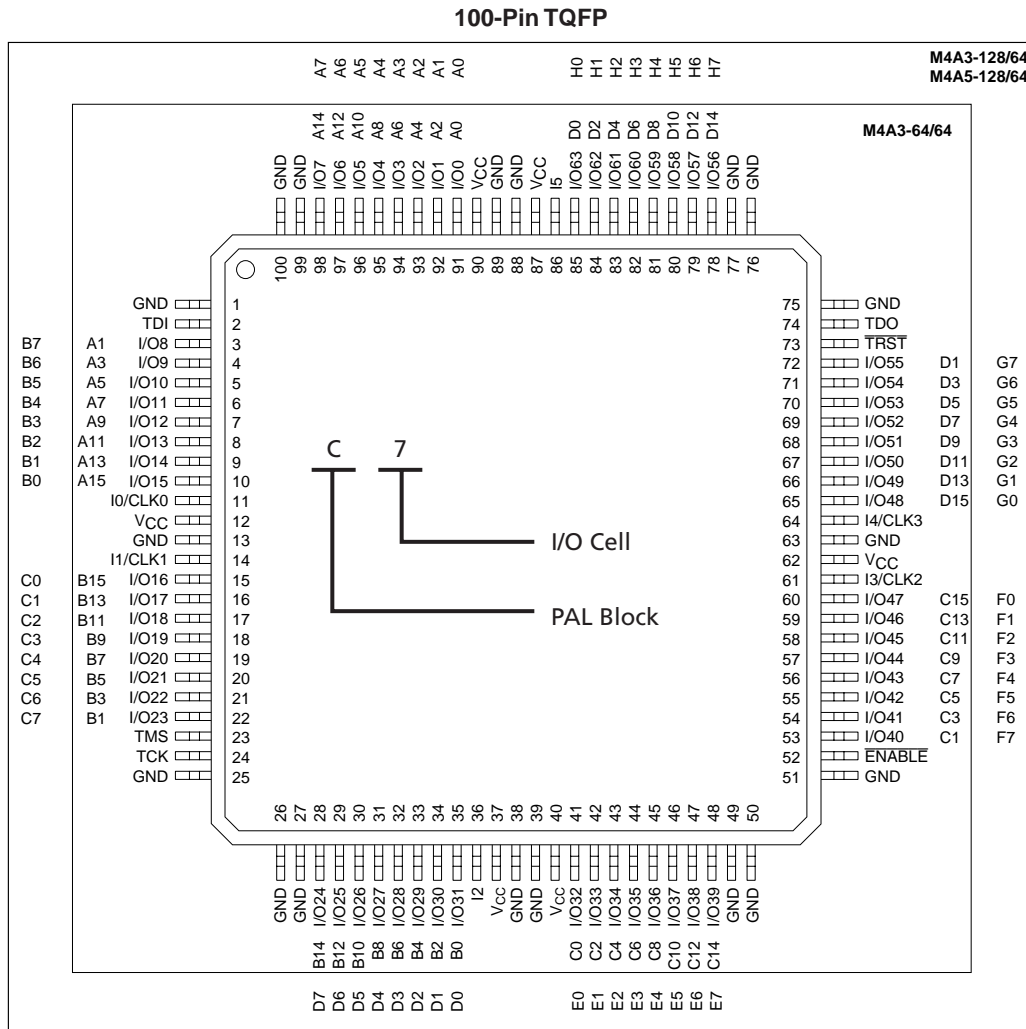 100-Pin TQFP
M4A3-128/64
M4A5-128/64
A7 A6 A5 A4 A3 A2 A1 A0 H0 H1 H2 H3 H4 H5 H6 H7
M4A3-64/64
A14 A12 A10 A8 A6 A4 A2 A0 D0 D2 D4 D6 D8 D10 D12 D14
GND GND I/O7 I/O6 I/O5 I/O4 I/O3 I/O2 I/O1 I/O0 VCC GND GND VCC I5 I/O63 I/O62 I/O61 I/O60 I/O59 I/O58 I/O57 I/O56 GND GND
100 99 98 97 96 95 94 93 92 91 90 89 88 87 86 85 84 83 82 81 80 79 78 77 76
GND 1 75 GND
TDI 2 74 TDO
B7 A1 I/O8 3 73 TRST
B6 A3 I/O9 4 72 I/O55 D1 G7
B5 A5 I/O10 5 71 I/O54 D3 G6
B4 A7 I/O11 6 70 I/O53 D5 G5
B3 A9 I/O12 7 69 I/O52 D7 G4
B2 A11 I/O13 8 68 I/O51 D9 G3
B1 A13 I/O14 9 67 I/O50 D11 G2
B0 A15 I/O15 10 66 I/O49 D13 G1
I0/CLK0 11 65 I/O48 D15 G0
VCC 12 64 I4/CLK3
GND 13 63 GND
I1/CLK1 14 62 VCC
C0 B15 I/O16 15 61 I3/CLK2
C1 B13 I/O17 16 60 I/O47 C15 F0
C2 B11 I/O18 17 59 I/O46 C13 F1
C3 B9 I/O19 18 58 I/O45 C11 F2
C4 B7 I/O20 19 57 I/O44 C9 F3
C5 B5 I/O21 20 56 I/O43 C7 F4
C6 B3 I/O22 21 55 I/O42 C5 F5
C7 B1 I/O23 22 54 I/O41 C3 F6
TMS 23 53 I/O40 C1 F7
TCK 24 52 ENABLE
GND 25 51 GND
C 7
I/O Cell
PAL Block
26 27 28 29 30 31 32 33 34 35 36 37 38 39 40 41 42 43 44 45 46 47 48 49 50
GND GND I/O24 I/O25 I/O26 I/O27 I/O28 I/O29 I/O30 I/O31 I2 VCC GND GND VCC I/O32 I/O33 I/O34 I/O35 I/O36 I/O37 I/O38 I/O39 GND GND
B14 B12 B10 B8 B6 B4 B2 B0 C0 C2 C4 C6 C8 C10 C12 C14
D7 D6 D5 D4 D3 D2 D1 D0 E0 E1 E2 E3 E4 E5 E6 E7